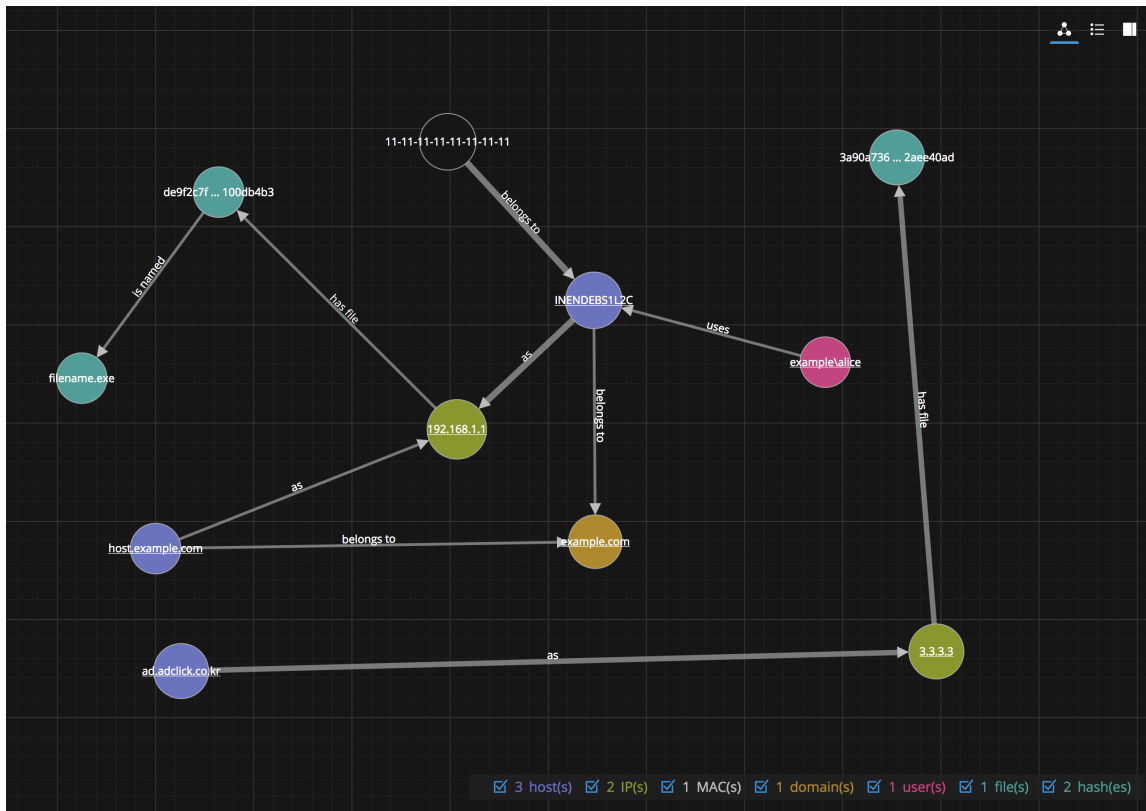 11-11-11-11-11-11-11-11
3a90a736 ... 2aee40ad
de9f2c7f ... 100db4b3
belongs to
is named
has file
INENDEBS1L2C
uses
as
example\alice
filename.exe
belongs to
has file
192.168.1.1
as
host.example.com
belongs to
example.com
ad.adclick.co.kr
as
3.3.3.3
3 host(s) 2 IP(s) 1 MAC(s) 1 domain(s) 1 user(s) 1 file(s) 2 hash(es)